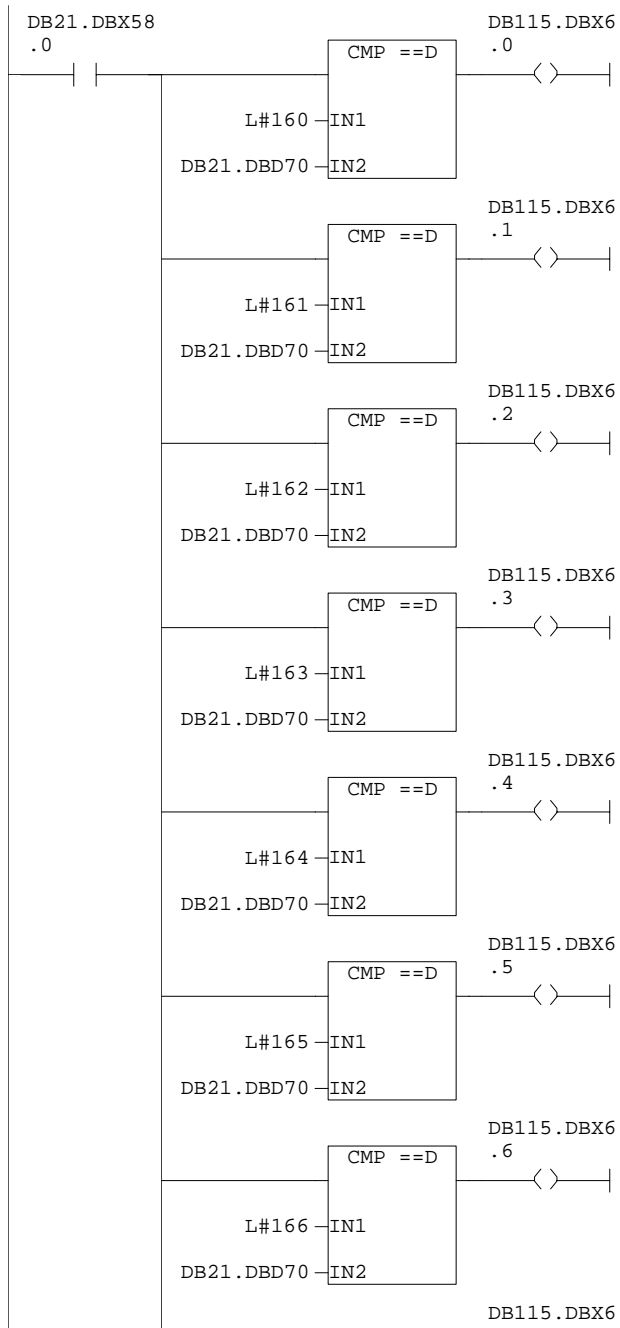 DB21.DBX58
.0
DB115.DBX6
.0
CMP ==D
L#160
IN1
DB21.DBD70
IN2
DB115.DBX6
.1
CMP ==D
L#161
IN1
DB21.DBD70
IN2
DB115.DBX6
.2
CMP ==D
L#162
IN1
DB21.DBD70
IN2
DB115.DBX6
.3
CMP ==D
L#163
IN1
DB21.DBD70
IN2
DB115.DBX6
.4
CMP ==D
L#164
IN1
DB21.DBD70
IN2
DB115.DBX6
.5
CMP ==D
L#165
IN1
DB21.DBD70
IN2
DB115.DBX6
.6
CMP ==D
L#166
IN1
DB21.DBD70
IN2
DB115.DBX6